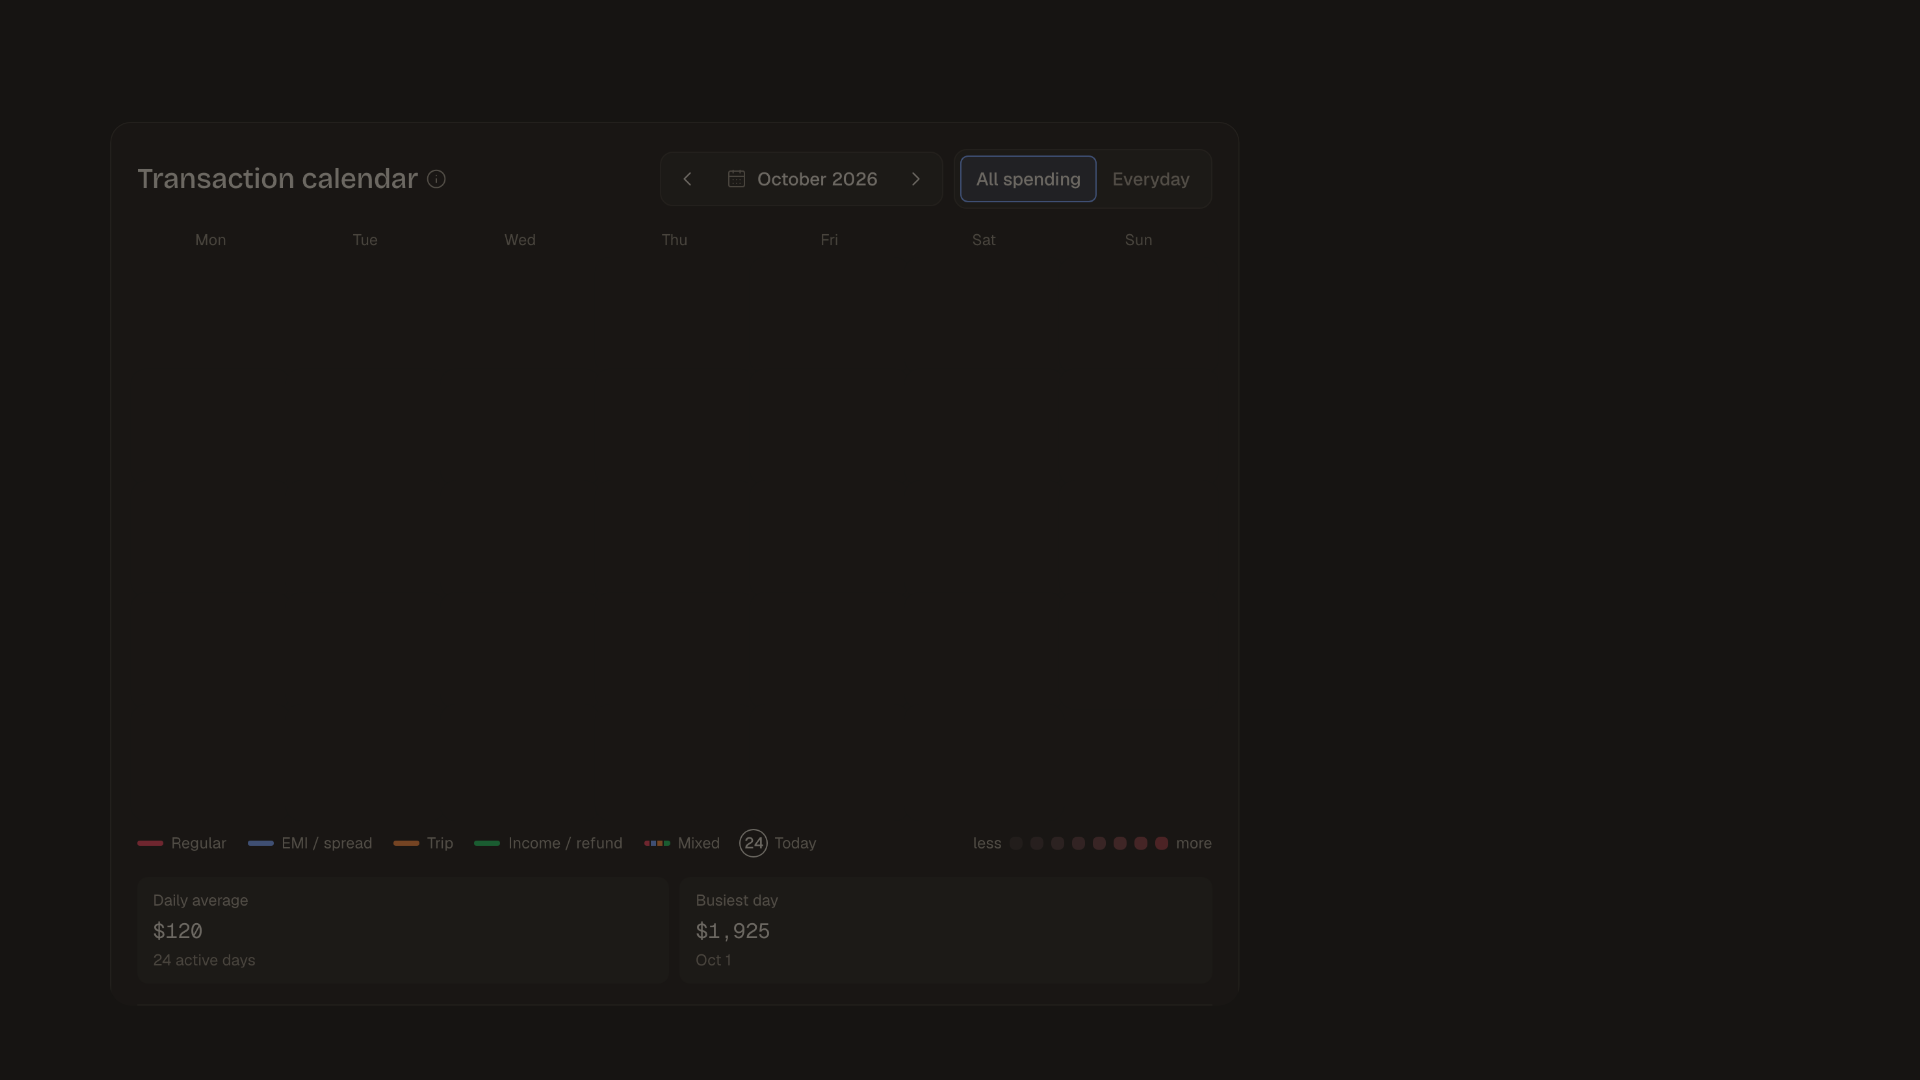 Transaction calendar
October 2026
All spending Everyday
Mon Tue Wed Thu Fri Sat Sun
Regular EMI / spread Trip Income / refund Mixed 24 Today less more
Daily average
$120
24 active days
Busiest day
$1,925
Oct 1